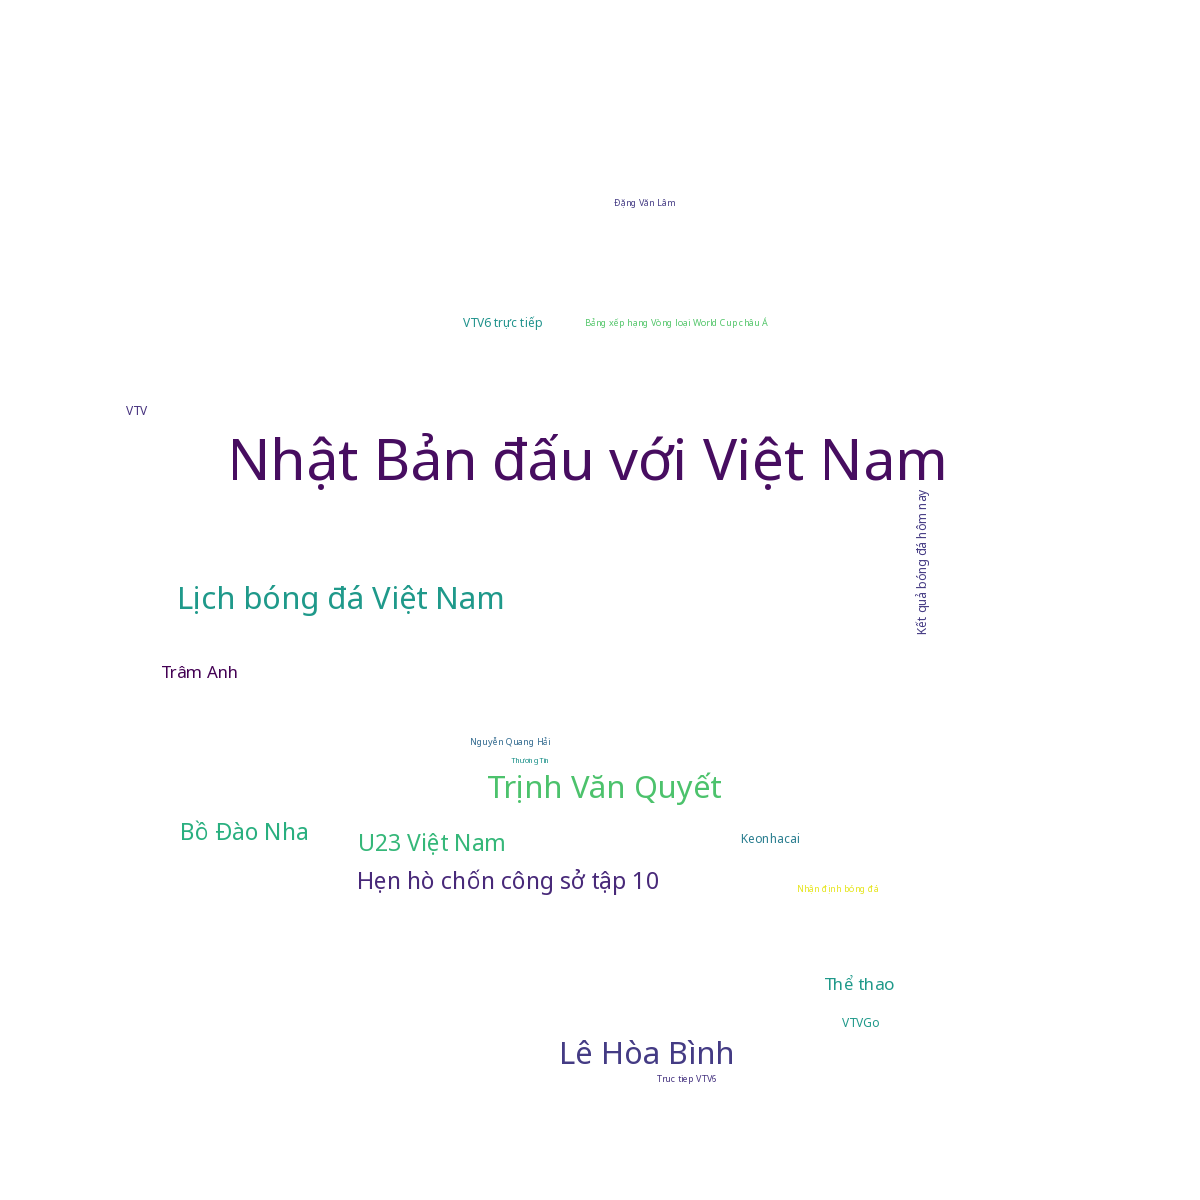 Đặng Văn Lâm
VTV6 trực tiếp
Bảng xếp hạng Vòng loại World Cup châu Á
VTV
Nhật Bản đấu với Việt Nam
Kết quả bóng đá hôm nay
Lịch bóng đá Việt Nam
Trâm Anh
Nguyễn Quang Hải
Thương Tín
Trịnh Văn Quyết
Bồ Đào Nha
U23 Việt Nam
Keonhacai
Hẹn hò chốn công sở tập 10
Nhận định bóng đá
Thể thao
VTVGo
Lê Hòa Bình
Truc tiep VTV6